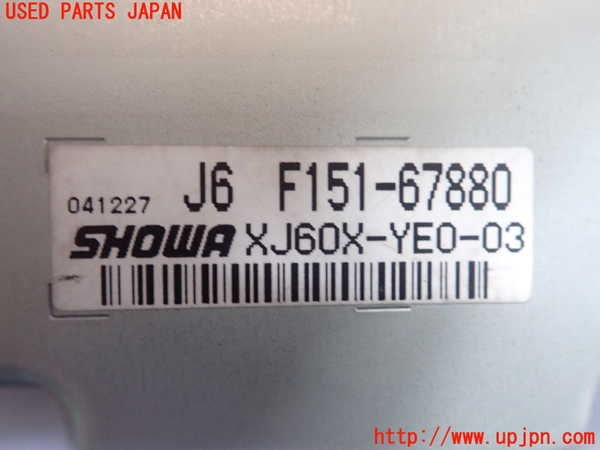 USED PARTS JAPAN
041227 J6 F151-67880
SHOWA XJ60X-YE0-03
http://www.upjpn.com/